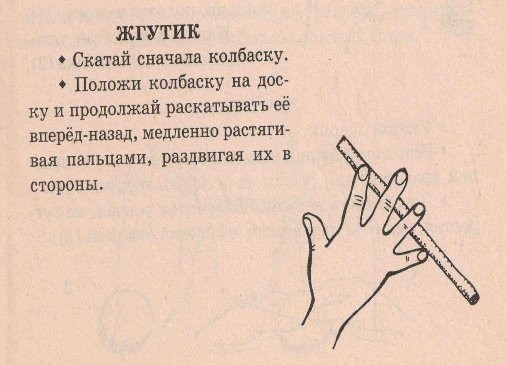 ЖГУТИК
♦ Скатай сначала колбаску.
♦ Положи колбаску на дос-
ку и продолжай раскатывать её
вперёд-назад, медленно растяги-
вая пальцами, раздвигая их в
стороны.